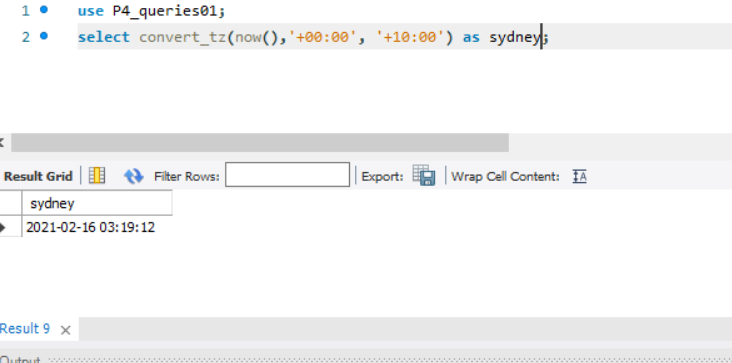 1 use P4_queries01;
2 select convert_tz(now(),'+00:00', '+10:00') as sydney;
Result Grid Filter Rows: Export: Wrap Cell Content: IA
sydney
2021-02-16 03:19:12
Result 9 ×
Output